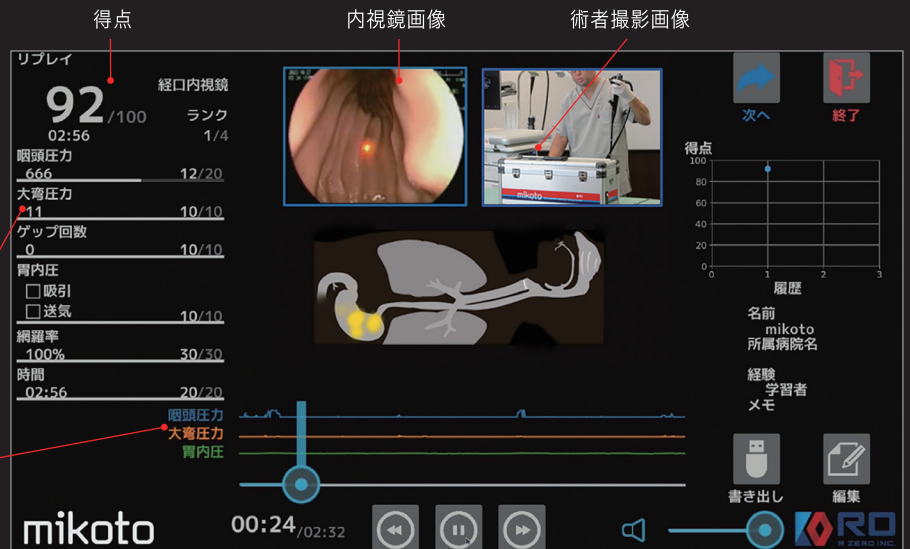 得点
内視鏡画像
術者撮影画像
リプレイ
92/100
経口内視鏡
02:56
ランク
1/4
咽頭圧力
666 12/20
大弯圧力
11 10/10
ゲップ回数
0 10/10
胃内圧
吸引
送気
10/10
網羅率
100% 30/30
時間
02:56 20/20
mikoto
次へ
終了
得点
100
80
60
40
20
0
0 1 2 3
履歴
名前
mikoto
所属病院名
経験
学習者
メモ
咽頭圧力
大弯圧力
胃内圧
書き出し
編集
mikoto
00:24/02:32
RO
R ZERO INC.